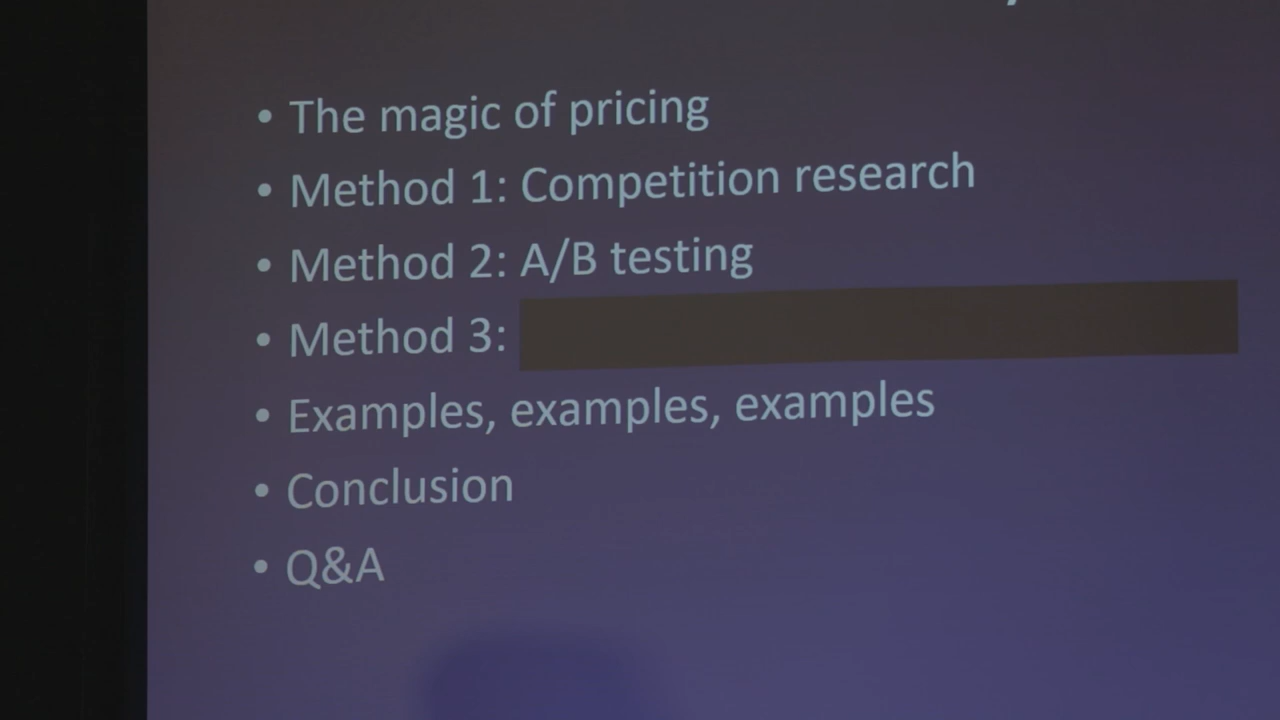 • The magic of pricing
• Method 1: Competition research
• Method 2: A/B testing
• Method 3:
• Examples, examples, examples
• Conclusion
• Q&A